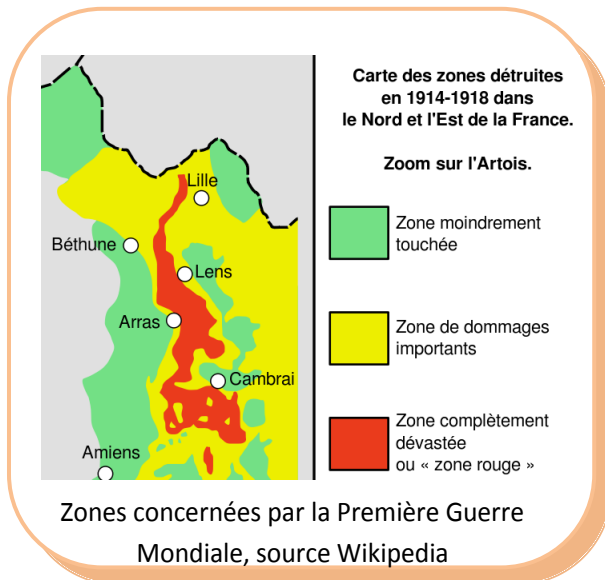 Carte des zones détruites
en 1914-1918 dans
le Nord et l'Est de la France.
Zoom sur l'Artois.
Lille
Béthune
Lens
Arras
Cambrai
Amiens
Zone moindrement
touchée
Zone de dommages
importants
Zone complètement
dévastée
ou « zone rouge »
Zones concernées par la Première Guerre
Mondiale, source Wikipedia